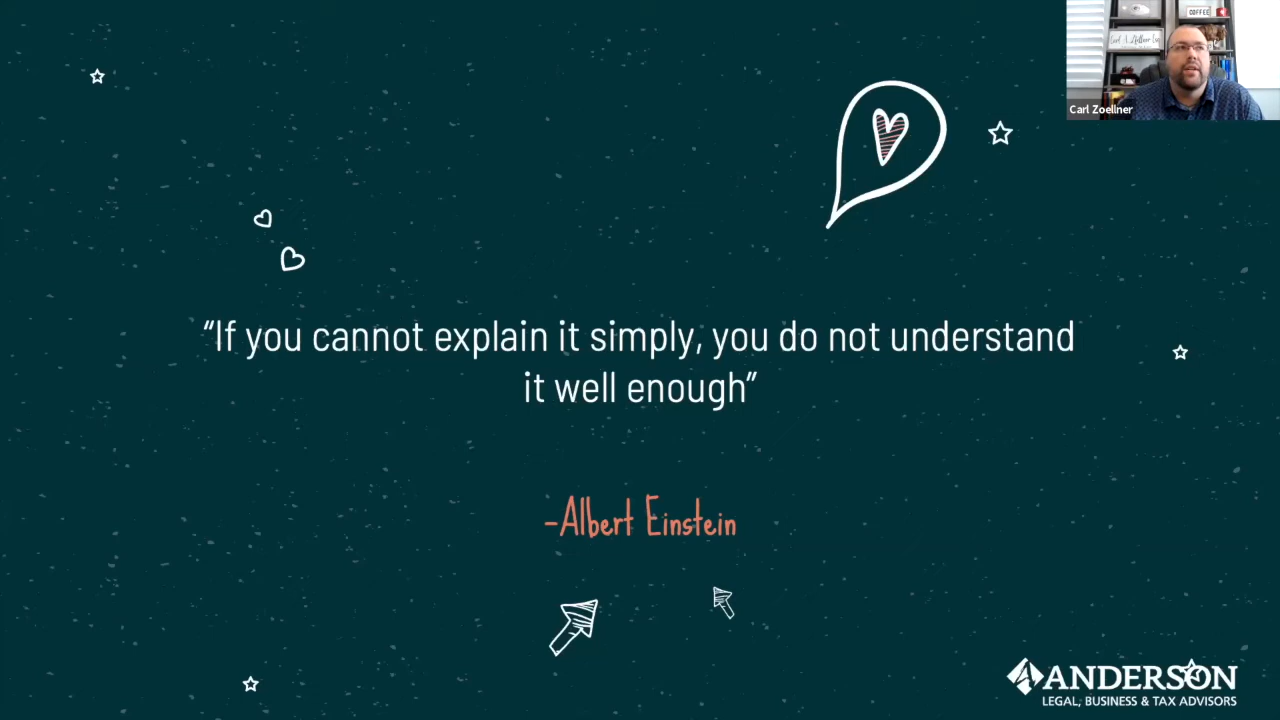 COFFEE
Carl Zoellner
“If you cannot explain it simply, you do not understand
it well enough”
-Albert Einstein
ANDERSON
LEGAL, BUSINESS & TAX ADVISORS